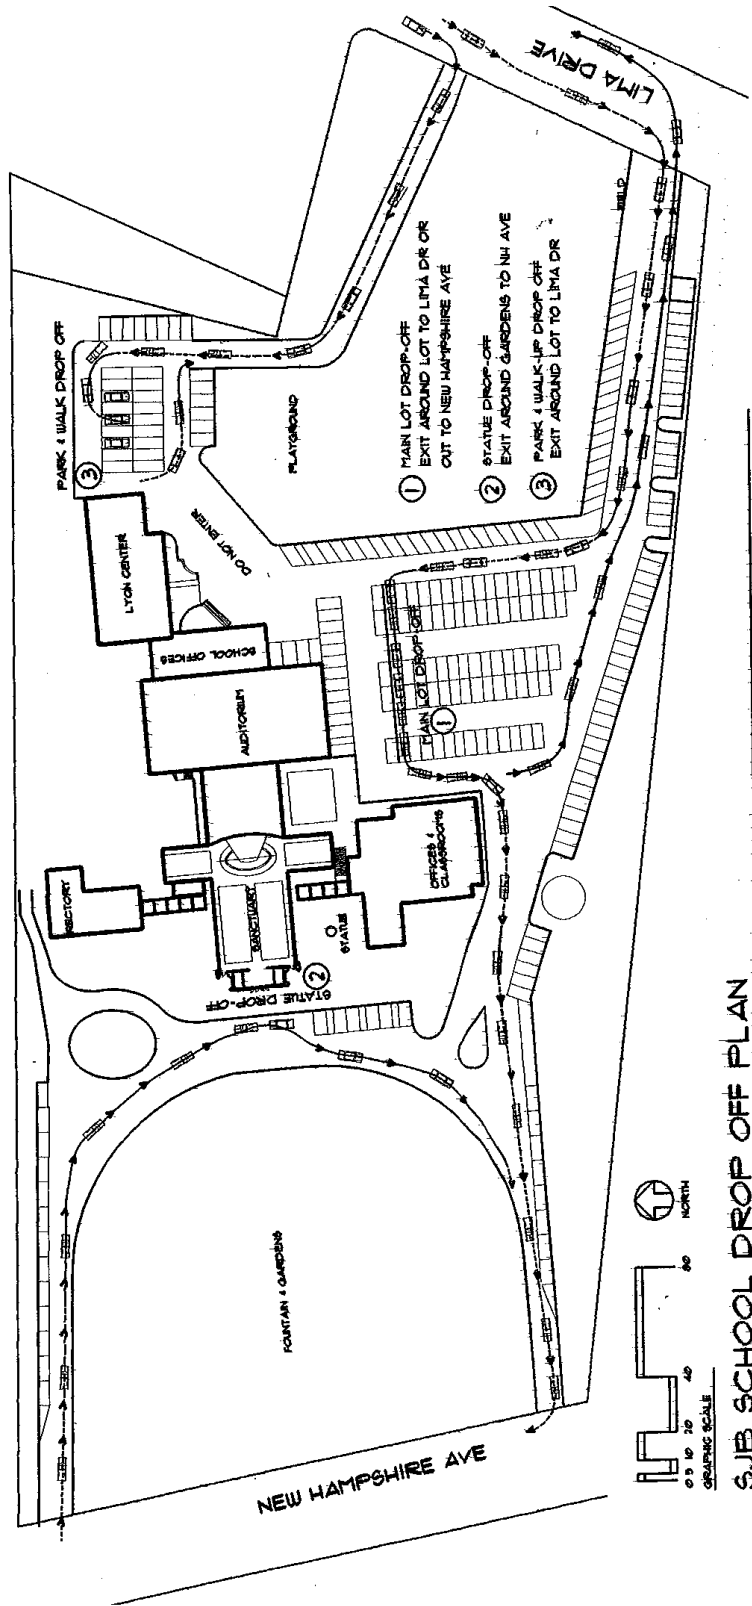 PARK & WALK DROP OFF
3
LYON CENTER
DO NOT ENTER
SCHOOL OFFICES
AUDITORIUM
PLAYGROUND
LIMA DRIVE
1 MAIN LOT DROP-OFF
EXIT AROUND LOT TO LIMA DR OR
OUT TO NEW HAMPSHIRE AVE
2 STATUE DROP-OFF
EXIT AROUND GARDENS TO NH AVE
3 PARK & WALK-UP DROP OFF
EXIT AROUND LOT TO LIMA DR
MAIN LOT DROP-OFF
1
RECTORY
SANCTUARY
STATUE
OFFICES &
CLASSROOMS
STATUE DROP-OFF
2
FOUNTAIN & GARDENS
NEW HAMPSHIRE AVE
0 5 10 20 40 80
GRAPHIC SCALE
NORTH
SJB SCHOOL DROP OFF PLAN